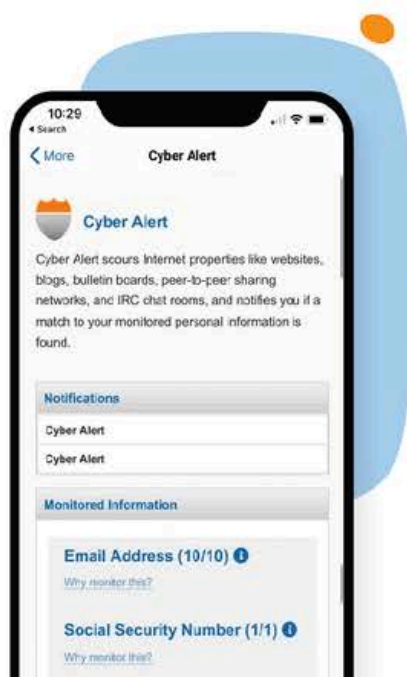 10:29
Search
More
Cyber Alert
Cyber Alert
Cyber Alert scours Internet properties like websites,
blogs, bulletin boards, peer-to-peer sharing
networks, and IRC chat rooms, and notifies you if a
match to your monitored personal information is
found.
Notifications
Cyber Alert
Cyber Alert
Monitored Information
Email Address (10/10)
Why monitor this?
Social Security Number (1/1)
Why monitor this?